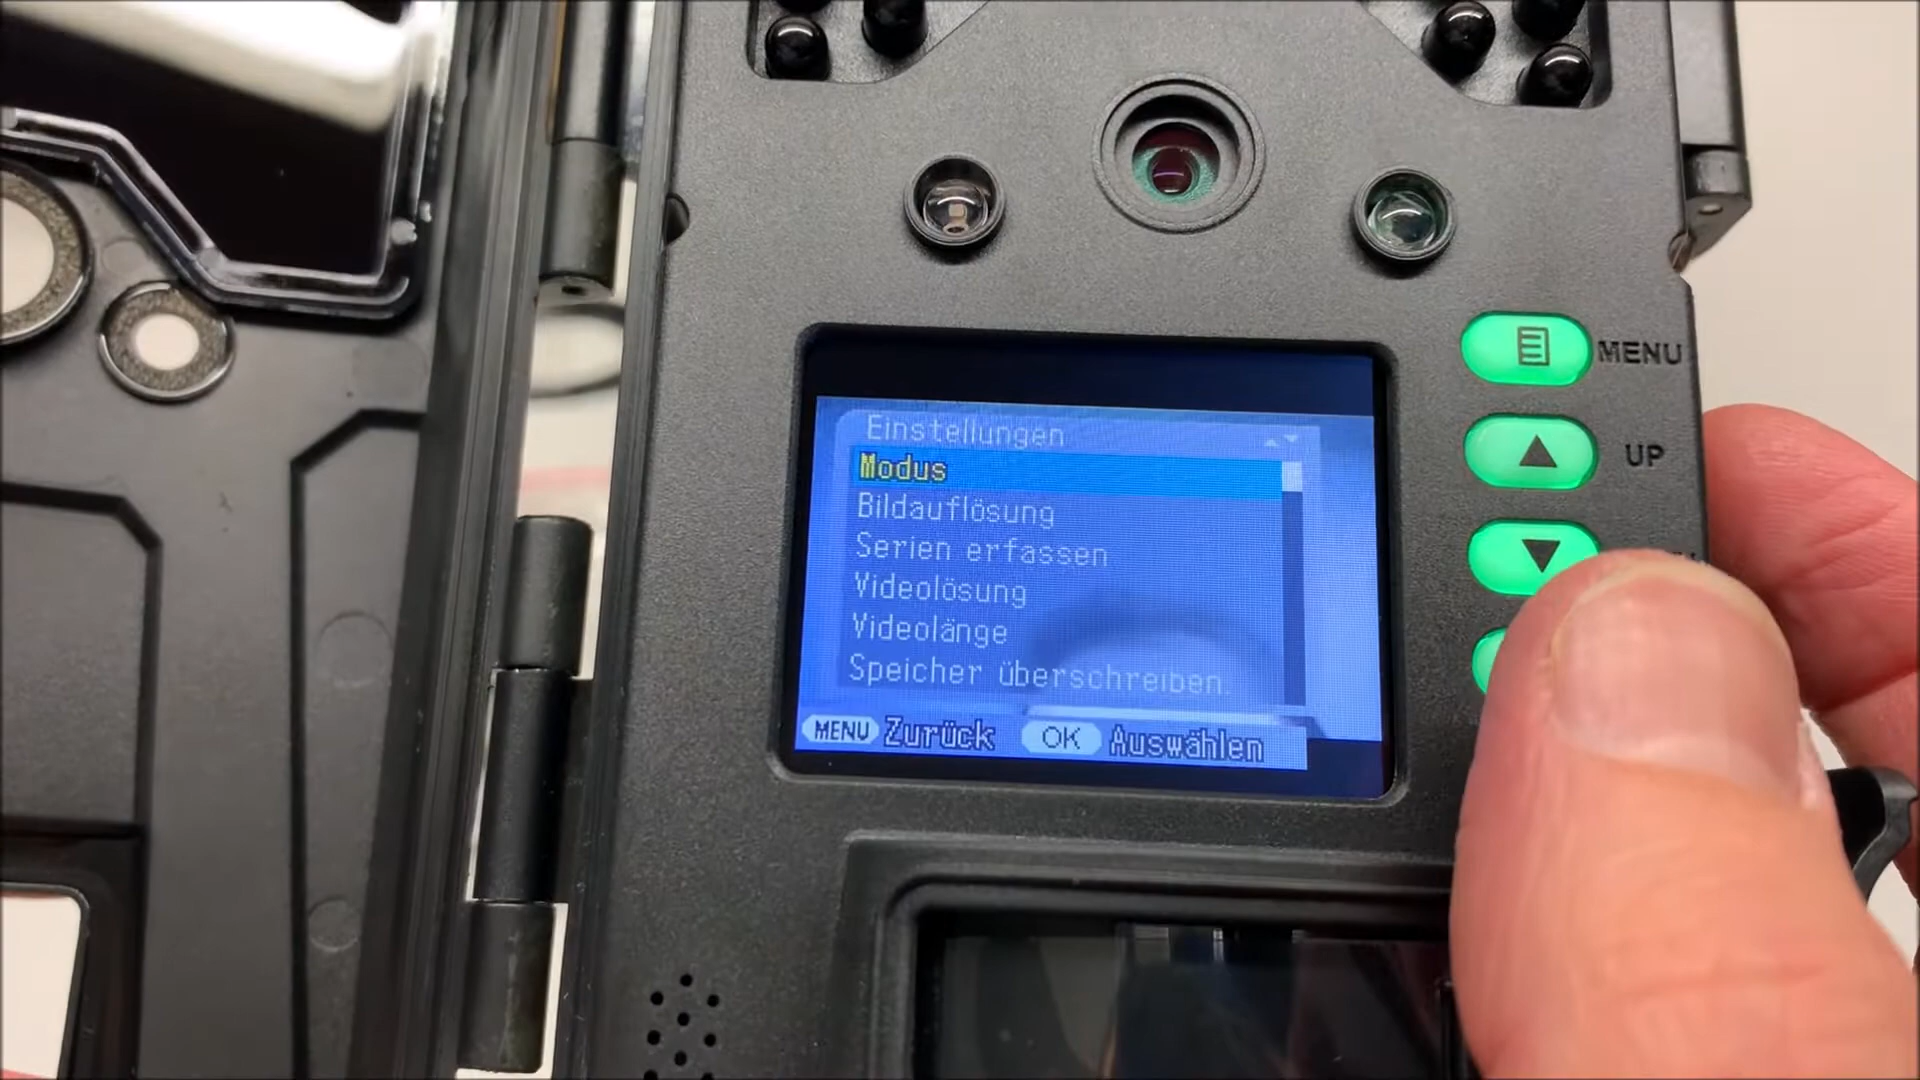 MENU
UP
Einstellungen
Modus
Bildauflösung
Serien erfassen
Videolösung
Videolänge
Speicher überschreiben.
MENU Zurück OK Auswählen